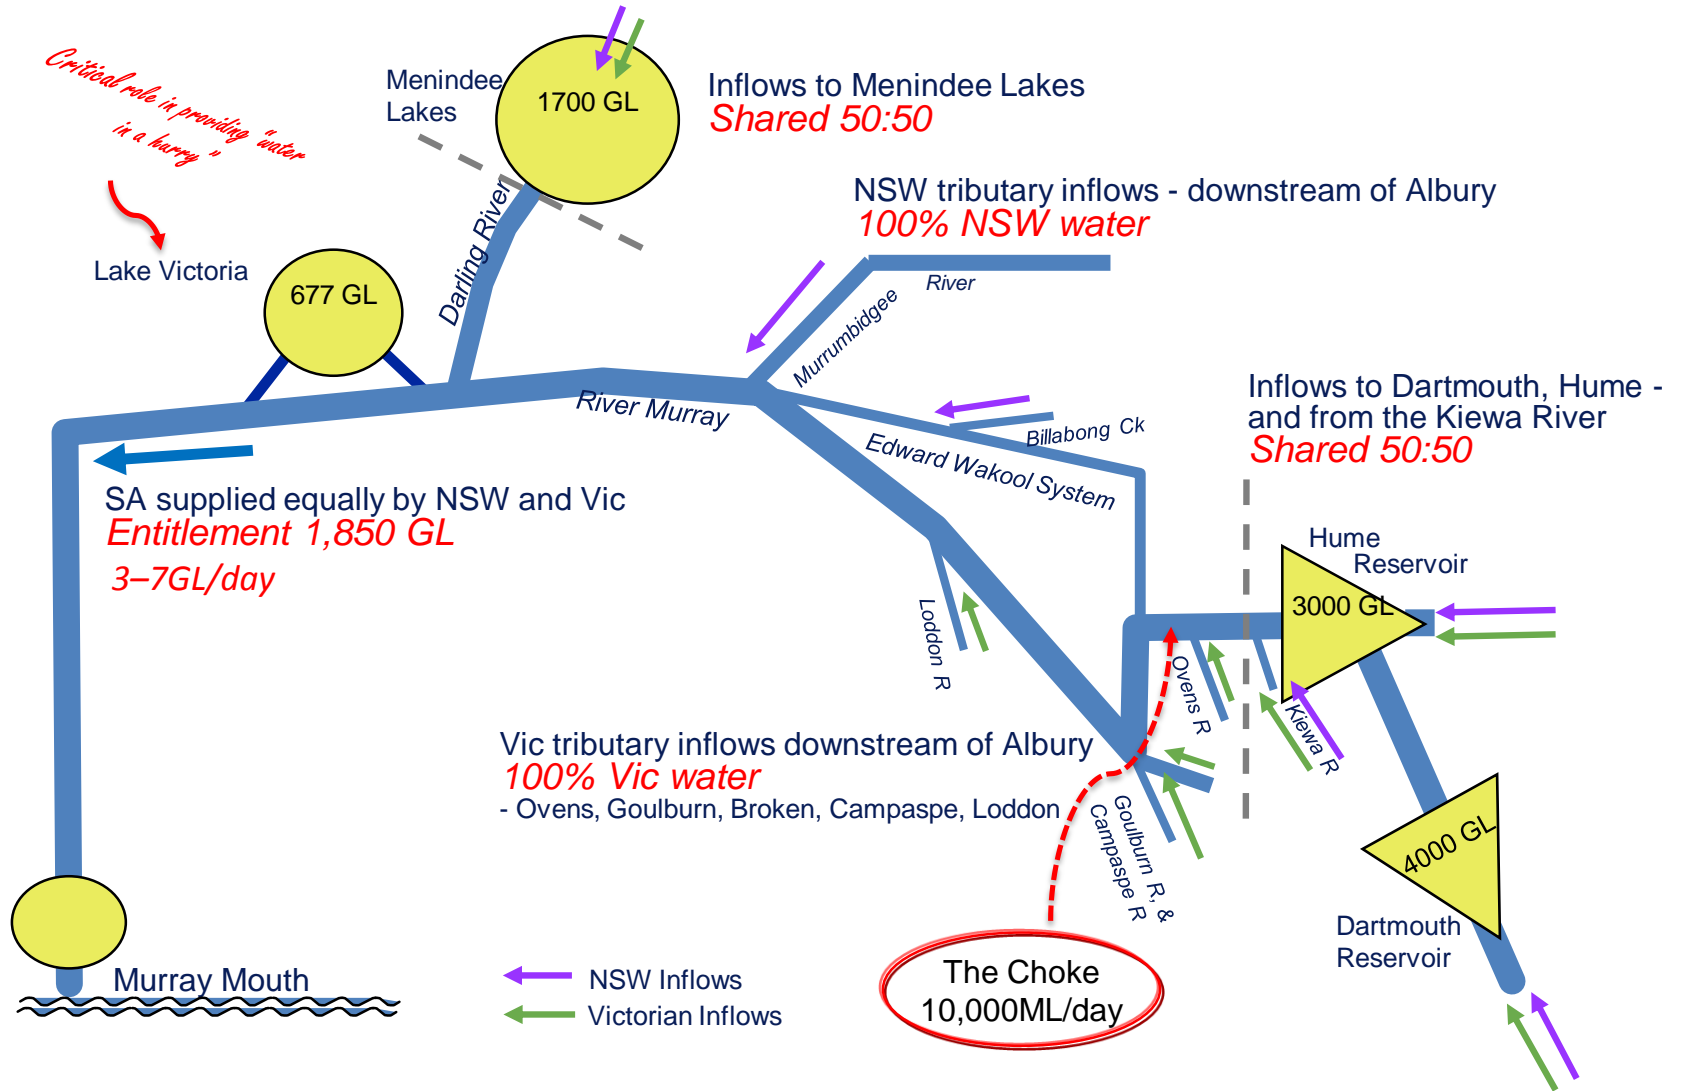 Critical role in providing "water
in a hurry "
Menindee
Lakes
1700 GL
Inflows to Menindee Lakes
Shared 50:50
NSW tributary inflows - downstream of Albury
100% NSW water
Lake Victoria
677 GL
Darling River
River
Murrumbidgee
River Murray
Billabong Ck
Edward Wakool System
Inflows to Dartmouth, Hume -
and from the Kiewa River
Shared 50:50
SA supplied equally by NSW and Vic
Entitlement 1,850 GL
3–7GL/day
Hume
Reservoir
3000 GL
Loddon R
Ovens R
Kiewa R
Vic tributary inflows downstream of Albury
100% Vic water
- Ovens, Goulburn, Broken, Campaspe, Loddon
Goulburn R, &
Campaspe R
4000 GL
Dartmouth
Reservoir
Murray Mouth
NSW Inflows
Victorian Inflows
The Choke
10,000ML/day